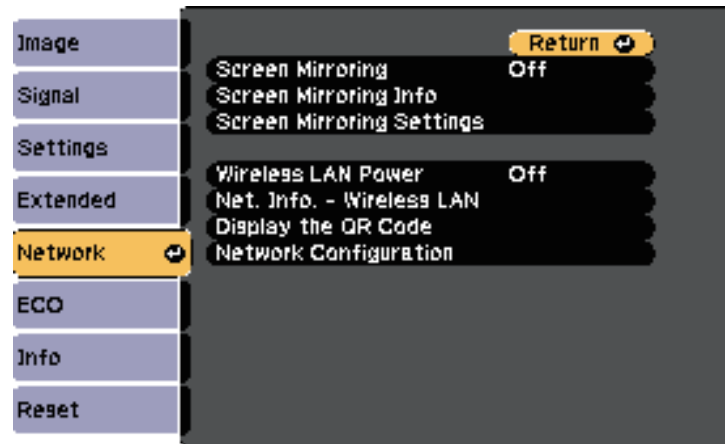 Image
Signal
Settings
Extended
Network
ECO
Info
Reset
Return
Screen Mirroring Off
Screen Mirroring Info
Screen Mirroring Settings
Wireless LAN Power Off
Net. Info. - Wireless LAN
Display the QR Code
Network Configuration